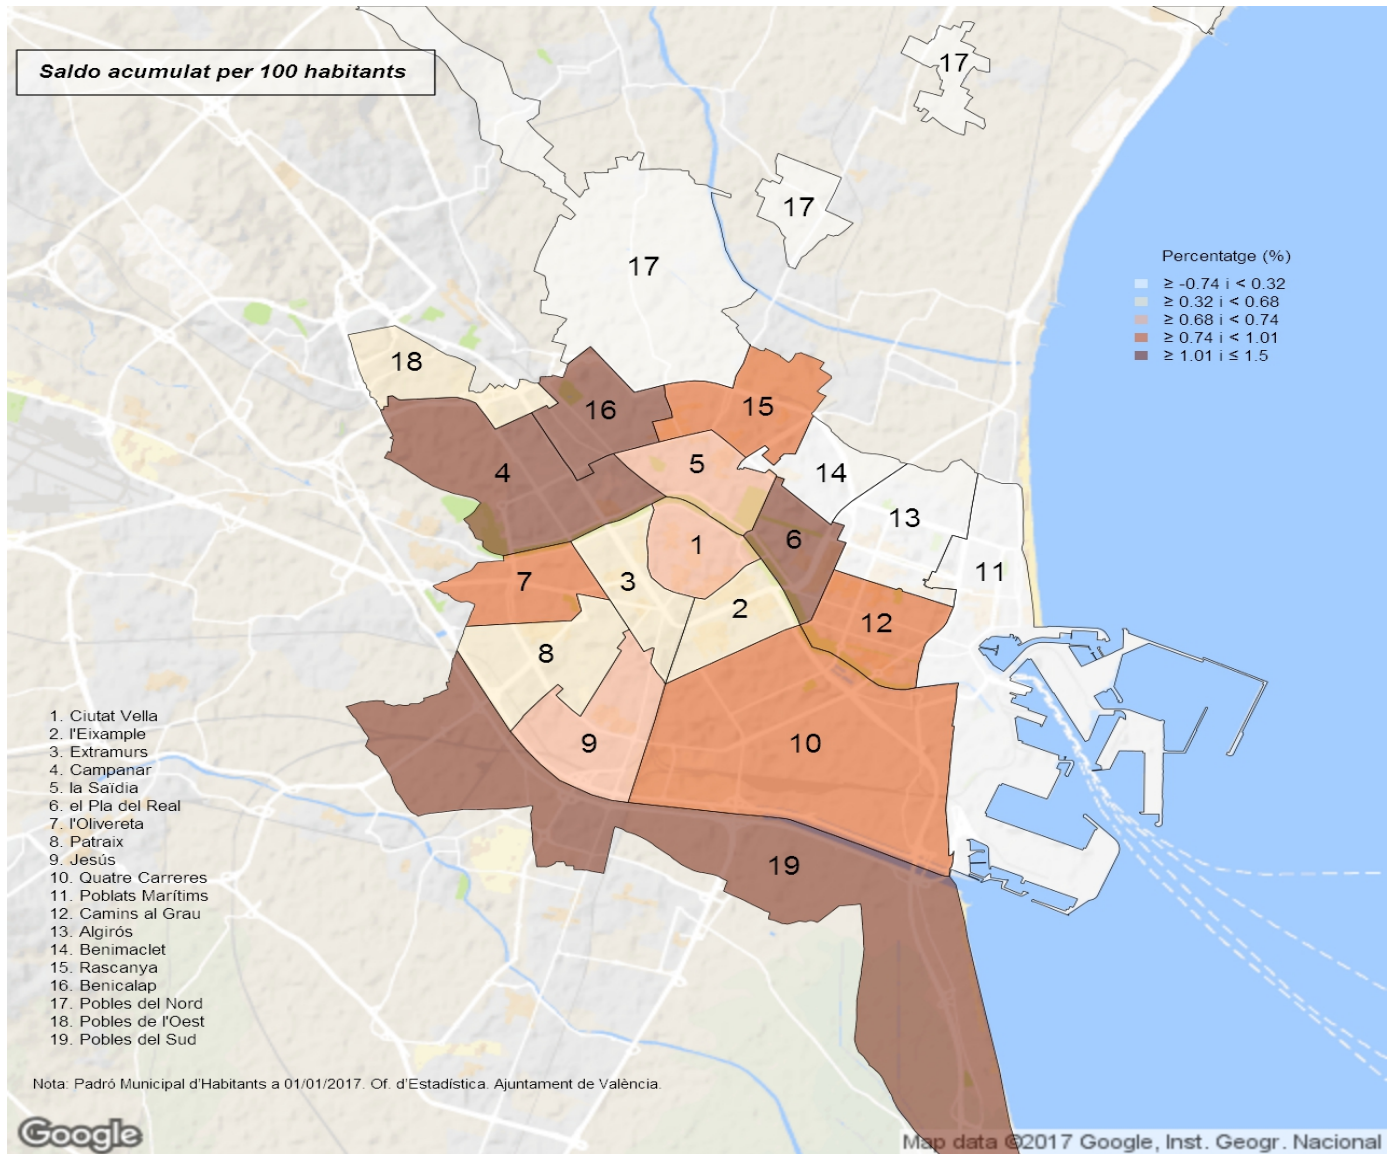 Saldo acumulat per 100 habitants
17
17
17
Percentatge (%)
≥ -0.74 i < 0.32
≥ 0.32 i < 0.68
≥ 0.68 i < 0.74
≥ 0.74 i < 1.01
≥ 1.01 i ≤ 1.5
18
16
15
5
14
4
13
6
1
11
7
3
2
12
8
9
10
19
1. Ciutat Vella
2. l'Eixample
3. Extramurs
4. Campanar
5. la Saïdia
6. el Pla del Real
7. l'Olivereta
8. Patraix
9. Jesús
10. Quatre Carreres
11. Poblats Marítims
12. Camins al Grau
13. Algirós
14. Benimaclet
15. Rascanya
16. Benicalap
17. Pobles del Nord
18. Pobles de l'Oest
19. Pobles del Sud
Nota: Padró Municipal d'Habitants a 01/01/2017. Of. d'Estadística. Ajuntament de València.
Google
Map data ©2017 Google, Inst. Geogr. Nacional